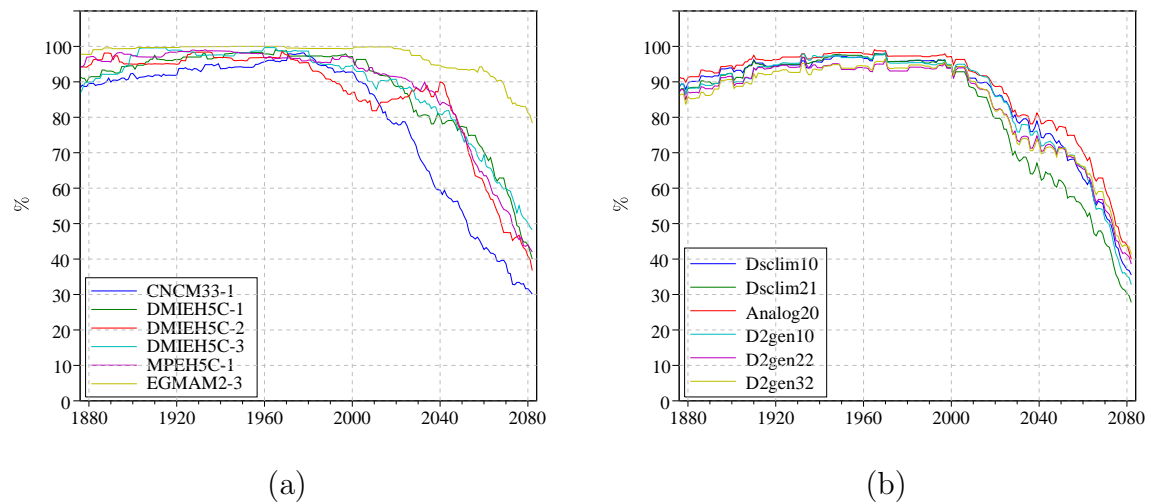 100
90
80
70
60
50
40
30
20
10
0
%
1880
1920
1960
2000
2040
2080
CNCM33-1
DMIEH5C-1
DMIEH5C-2
DMIEH5C-3
MPEH5C-1
EGMAM2-3
(a)
100
90
80
70
60
50
40
30
20
10
0
%
1880
1920
1960
2000
2040
2080
Dsclim10
Dsclim21
Analog20
D2gen10
D2gen22
D2gen32
(b)